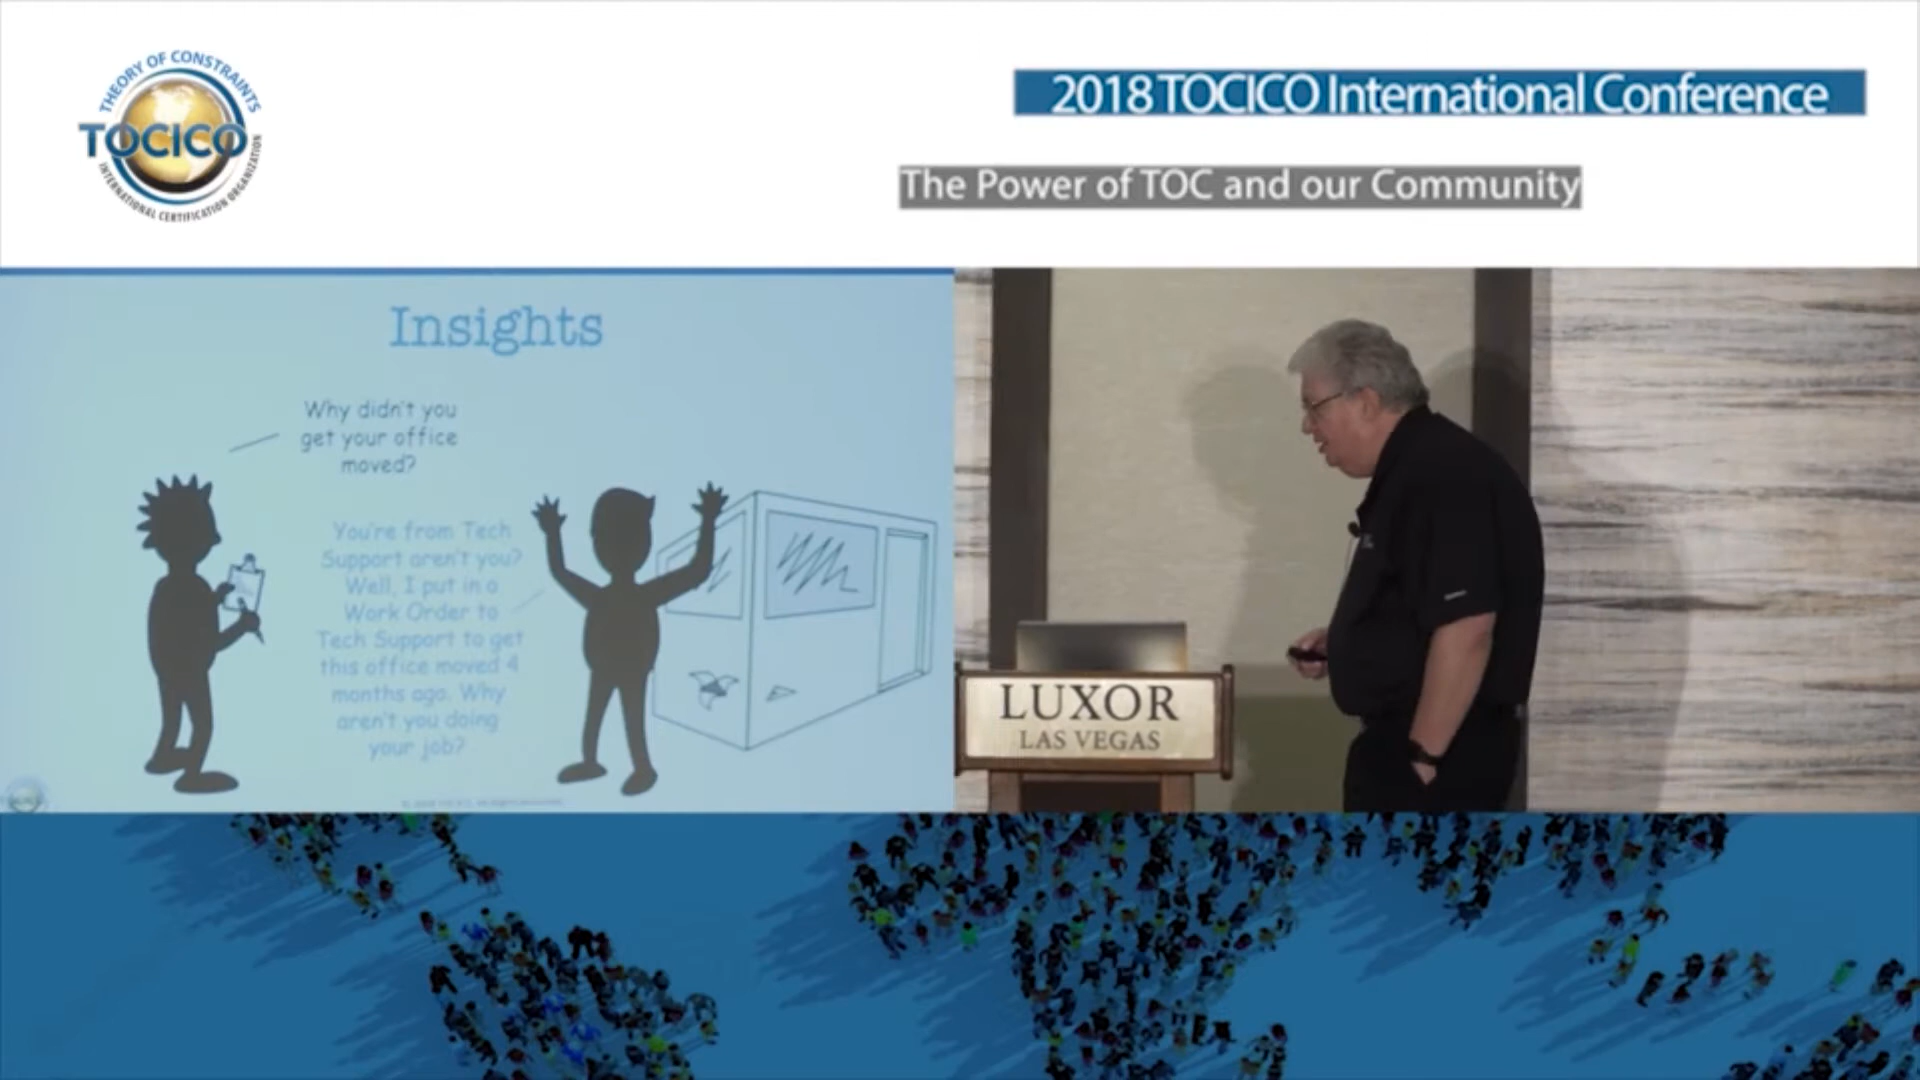 THEORY OF CONSTRAINTS
TOCICO
INTERNATIONAL CERTIFICATION ORGANIZATION
2018 TOCICO International Conference
The Power of TOC and our Community
Insights
Why didn't you
get your office
moved?
You're from Tech
Support aren't you?
Well, I put in a
Work Order to
Tech Support to get
this office moved 4
months ago. Why
aren't you doing
your job?
LUXOR
LAS VEGAS